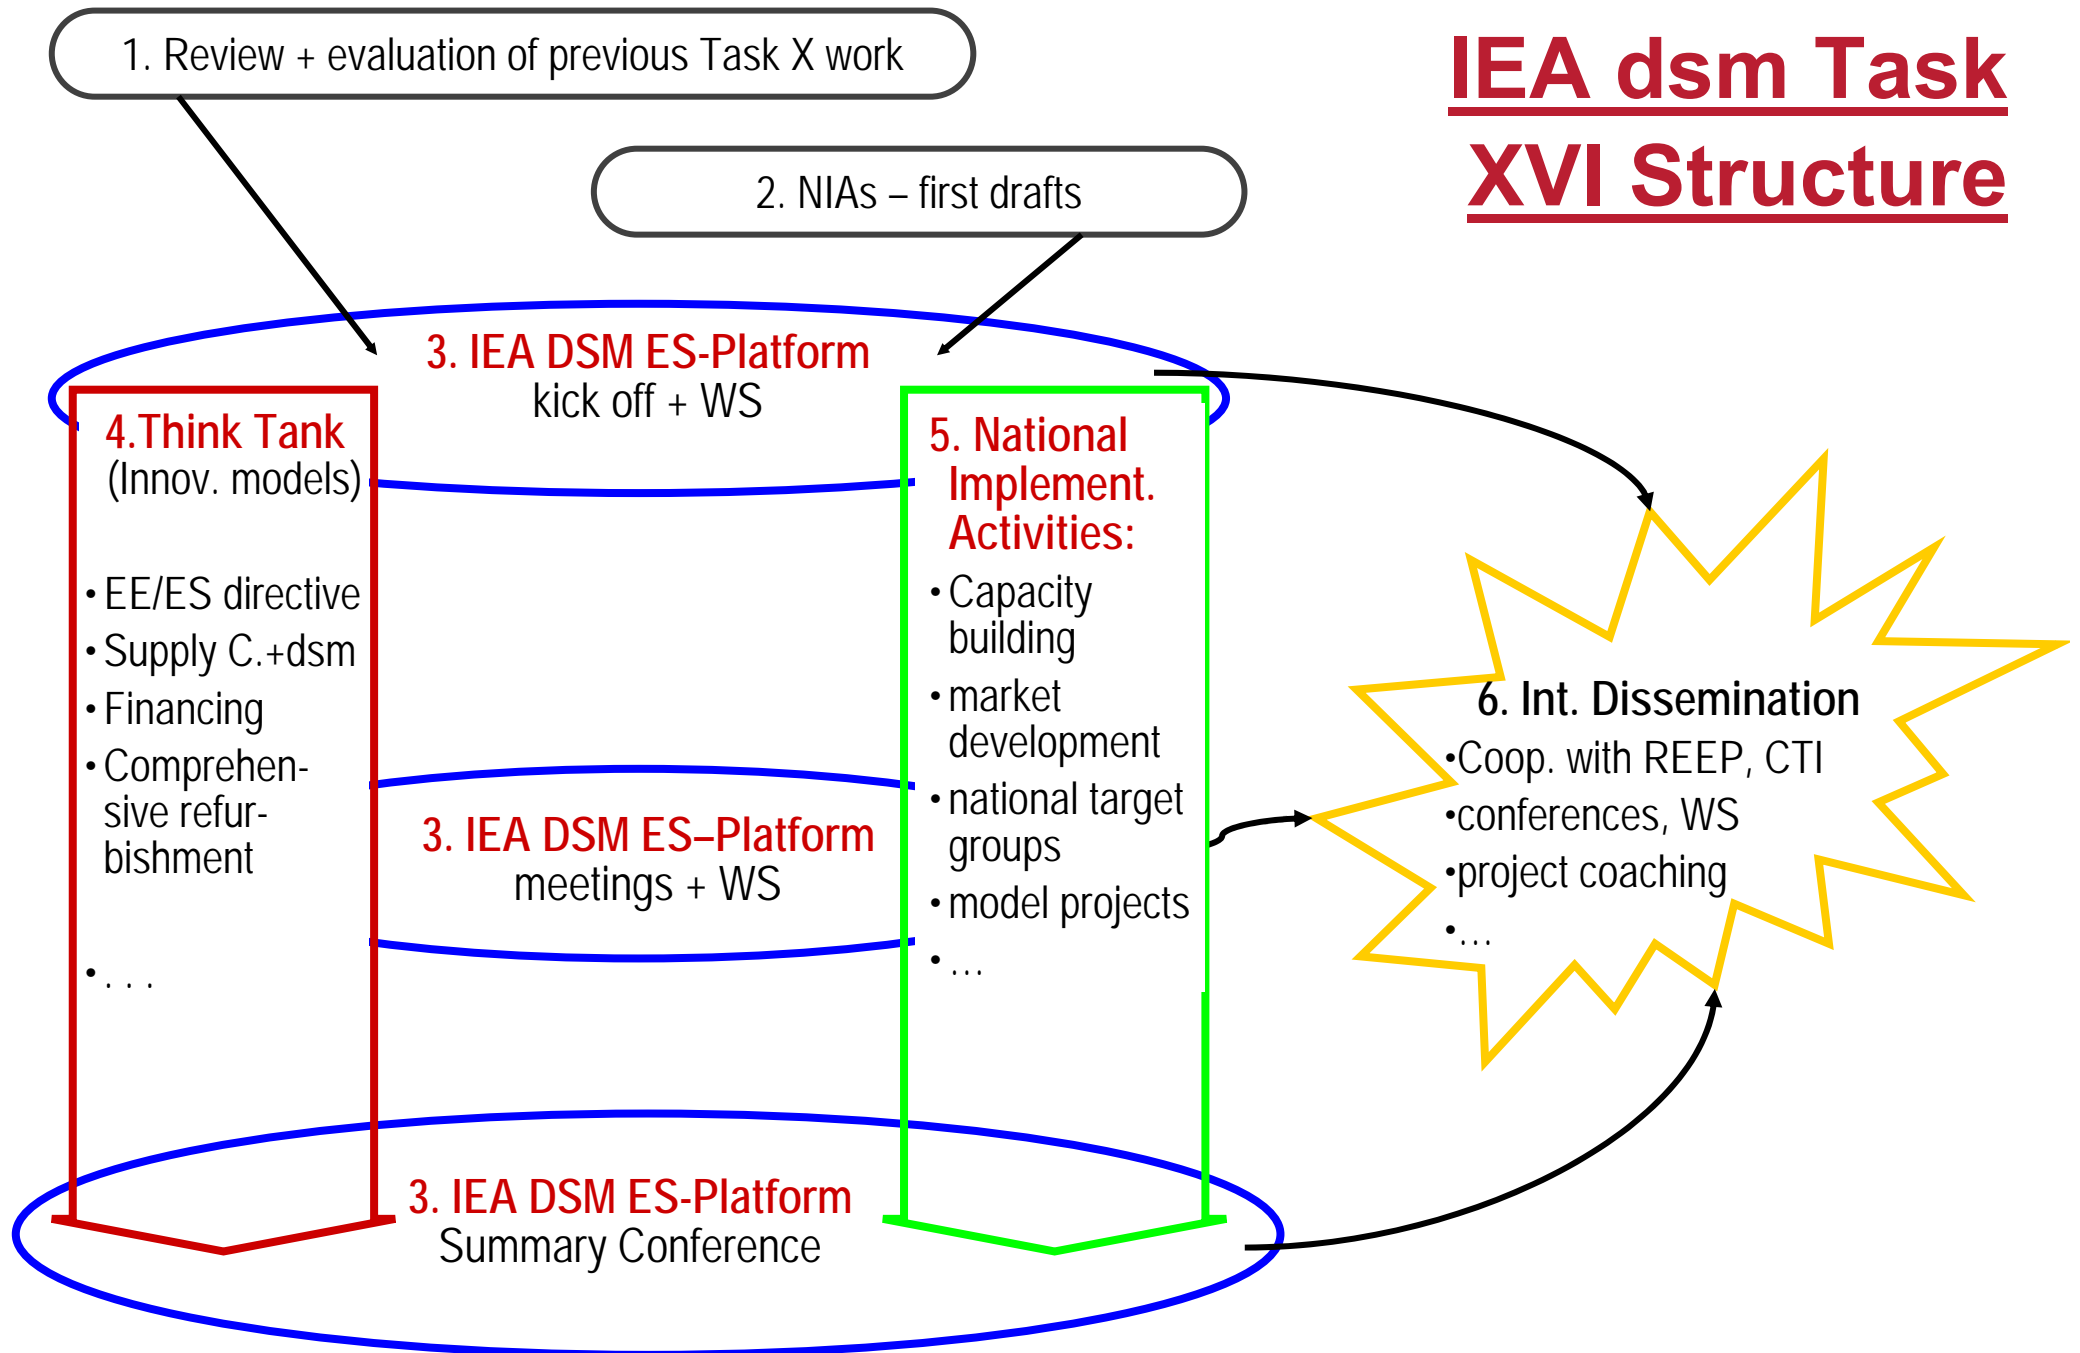 IEA dsm Task
XVI Structure
1. Review + evaluation of previous Task X work
2. NIAs – first drafts
3. IEA DSM ES-Platform
kick off + WS
4.Think Tank
(Innov. models)
• EE/ES directive
• Supply C.+dsm
• Financing
• Comprehen-
sive refur-
bishment
• . . .
3. IEA DSM ES–Platform
meetings + WS
5. National
Implement.
Activities:
• Capacity
building
• market
development
• national target
groups
• model projects
• …
6. Int. Dissemination
•Coop. with REEP, CTI
•conferences, WS
•project coaching
•…
3. IEA DSM ES-Platform
Summary Conference